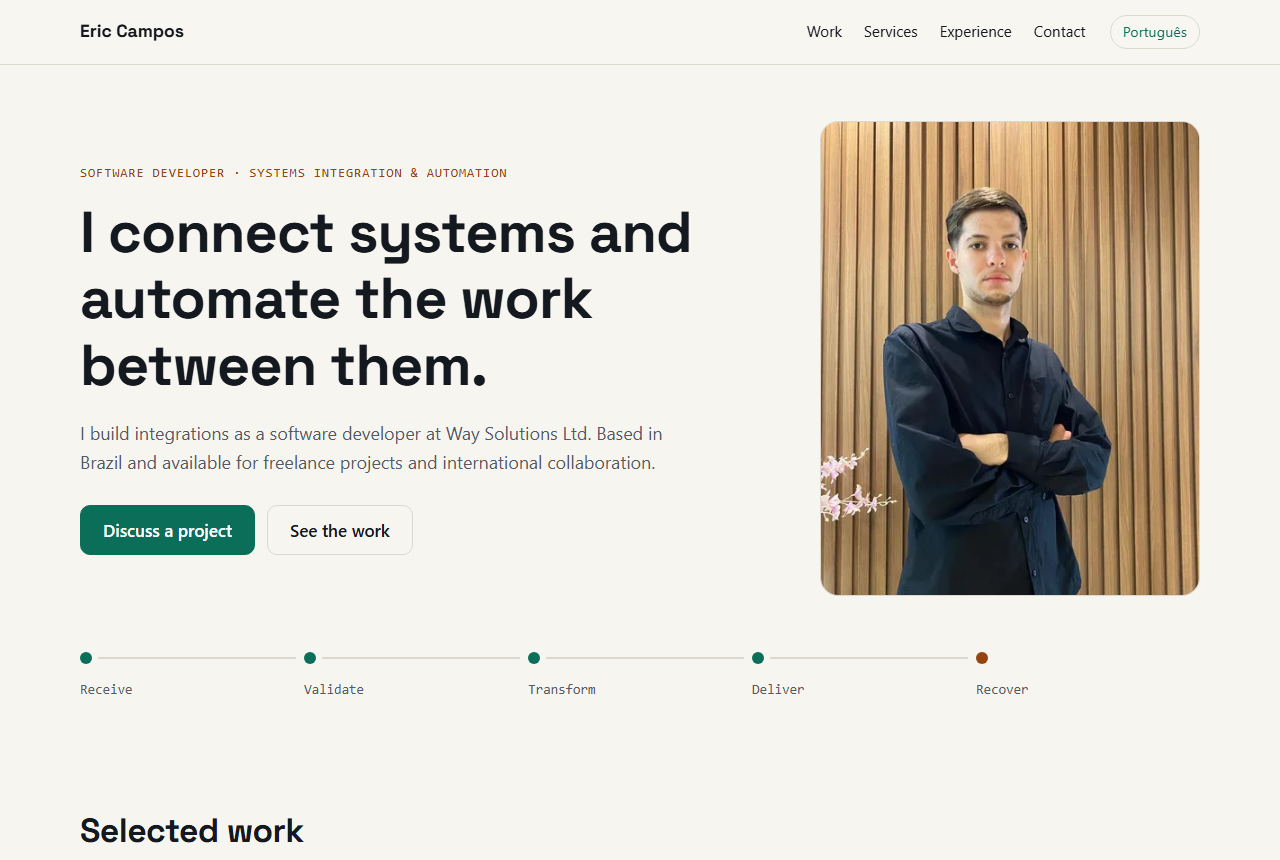 Eric Campos
Work
Services
Experience
Contact
Português
SOFTWARE DEVELOPER · SYSTEMS INTEGRATION & AUTOMATION
I connect systems and
automate the work
between them.
I build integrations as a software developer at Way Solutions Ltd. Based in
Brazil and available for freelance projects and international collaboration.
Discuss a project
See the work
Receive
Validate
Transform
Deliver
Recover
Selected work